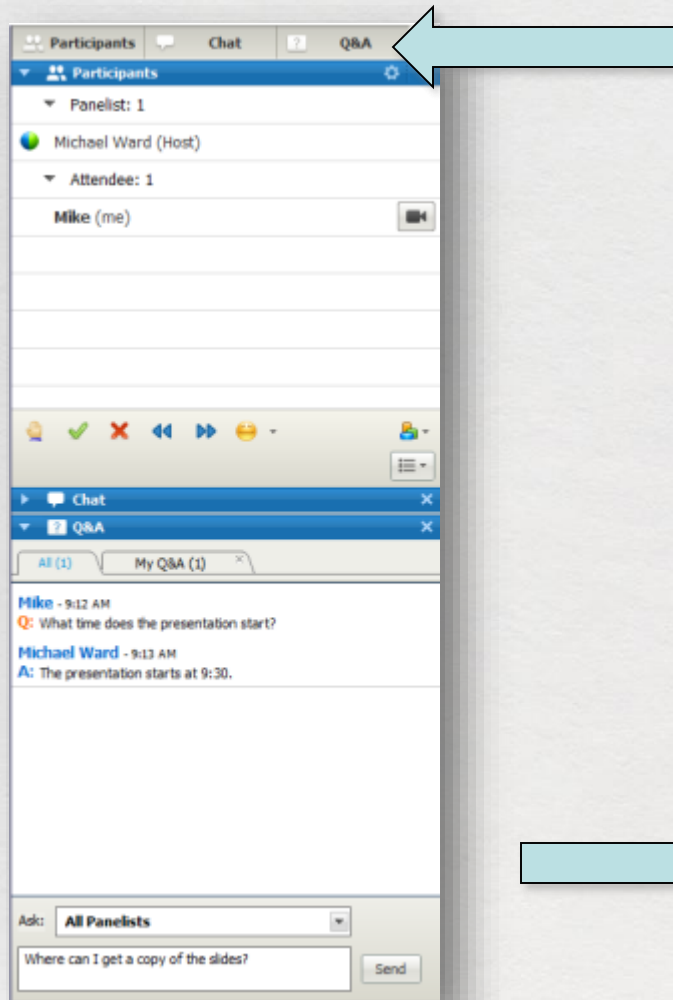 Participants Chat ? Q&A
Participants
Panelist: 1
Michael Ward (Host)
Attendee: 1
Mike (me)
Chat
? Q&A
All (1) My Q&A (1)
Mike - 9:12 AM
Q: What time does the presentation start?
Michael Ward - 9:13 AM
A: The presentation starts at 9:30.
Ask: All Panelists
Where can I get a copy of the slides?
Send